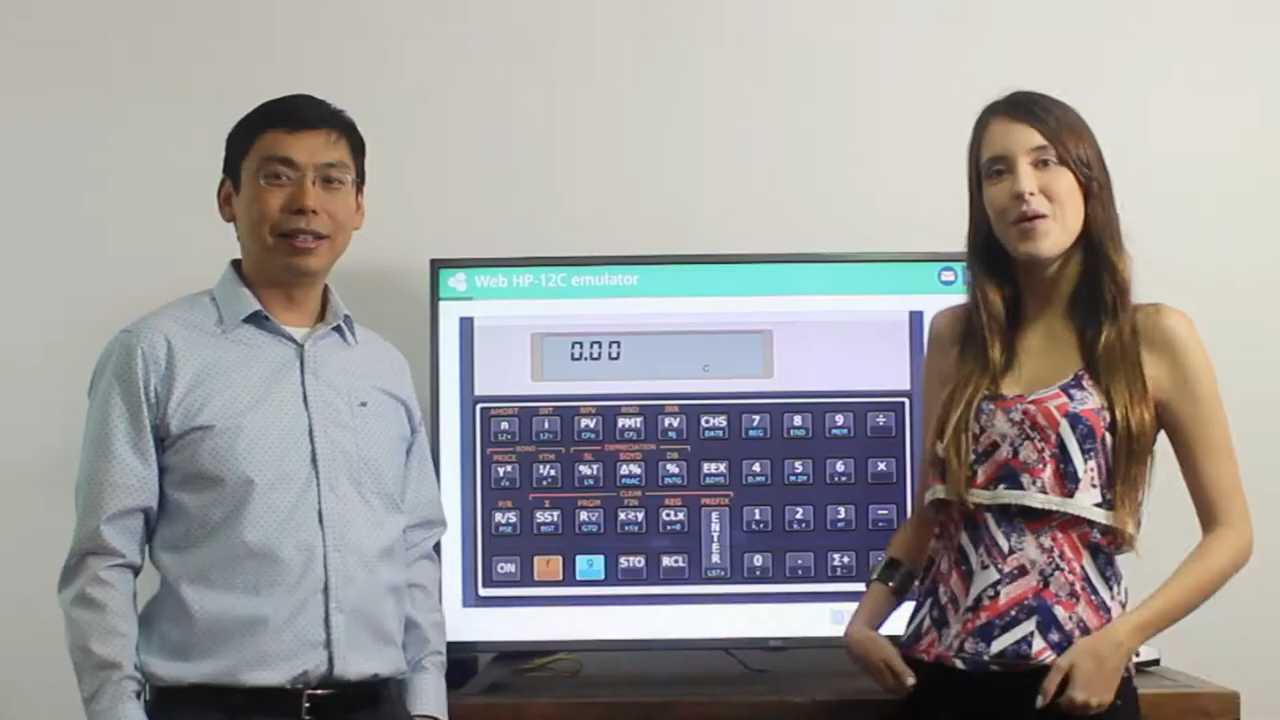 Web HP-12C emulator
0.00
C
AMORT INT NPV RND IRR
n i PV PMT FV CHS 7 8 9 ÷
12× 12÷ CFo CFj Nj DATE BEG END MEM
BOND DEPRECIATION
PRICE YTM SL SOYD DB
Yx 1/x %T Δ% % EEX 4 5 6 ×
LN FRAC INTG D.MY M.DY
CLEAR
P/R Σ PRGM FIN REG PREFIX
R/S SST R▽ x≷y CLx ENTER 1 2 3 −
PSE BST GTO x≤y x=0
ON f g STO RCL 0 . Σ+
LSTx Σ-